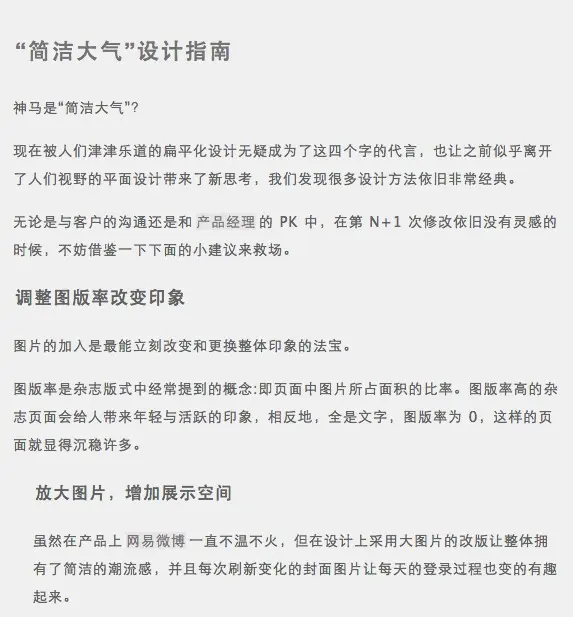 “简洁大气”设计指南
神马是“简洁大气”?
现在被人们津津乐道的扁平化设计无疑成为了这四个字的代言，也让之前似乎离开
了人们视野的平面设计带来了新思考，我们发现很多设计方法依旧非常经典。
无论是与客户的沟通还是和 产品经理 的 PK 中，在第 N+1 次修改依旧没有灵感的
时候，不妨借鉴一下下面的小建议来救场。
调整图版率改变印象
图片的加入是最能立刻改变和更换整体印象的法宝。
图版率是杂志版式中经常提到的概念:即页面中图片所占面积的比率。图版率高的杂
志页面会给人带来年轻与活跃的印象，相反地，全是文字，图版率为 0，这样的页
面就显得沉稳许多。
放大图片，增加展示空间
虽然在产品上 网易微博 一直不温不火，但在设计上采用大图片的改版让整体拥
有了简洁的潮流感，并且每次刷新变化的封面图片让每天的登录过程也变的有趣
起来。